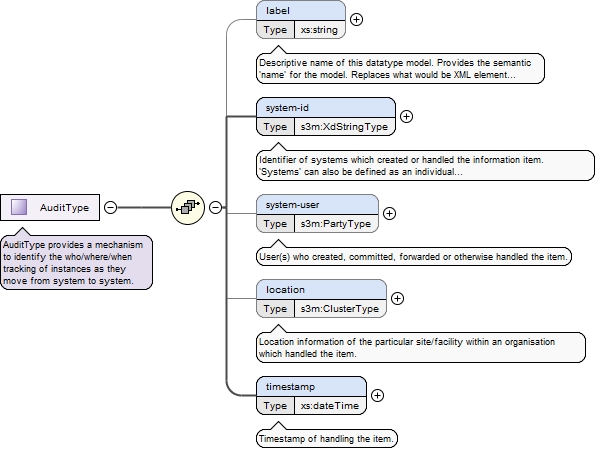 label
Type xs:string
Descriptive name of this datatype model. Provides the semantic
'name' for the model. Replaces what would be XML element...
system-id
Type s3m:XdStringType
Identifier of systems which created or handled the information item.
'Systems' can also be defined as an individual...
AuditType
AuditType provides a mechanism
to identify the who/where/when
tracking of instances as they
move from system to system.
system-user
Type s3m:PartyType
User(s) who created, committed, forwarded or otherwise handled the item.
location
Type s3m:ClusterType
Location information of the particular site/facility within an organisation
which handled the item.
timestamp
Type xs:dateTime
Timestamp of handling the item.